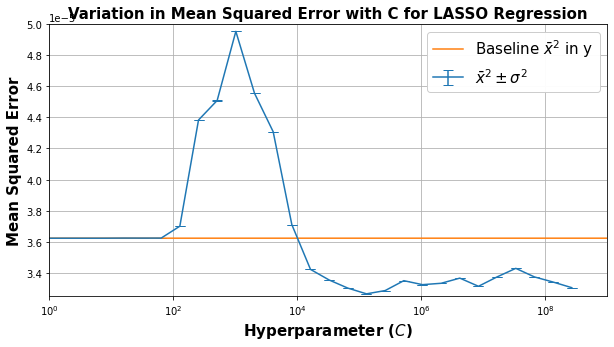 Variation in Mean Squared Error with C for LASSO Regression
1e−5
5.0
4.8
4.6
4.4
4.2
4.0
3.8
3.6
3.4
Mean Squared Error
Baseline x̄² in y
x̄² ± σ²
10⁰
10²
10⁴
10⁶
10⁸
Hyperparameter (C)